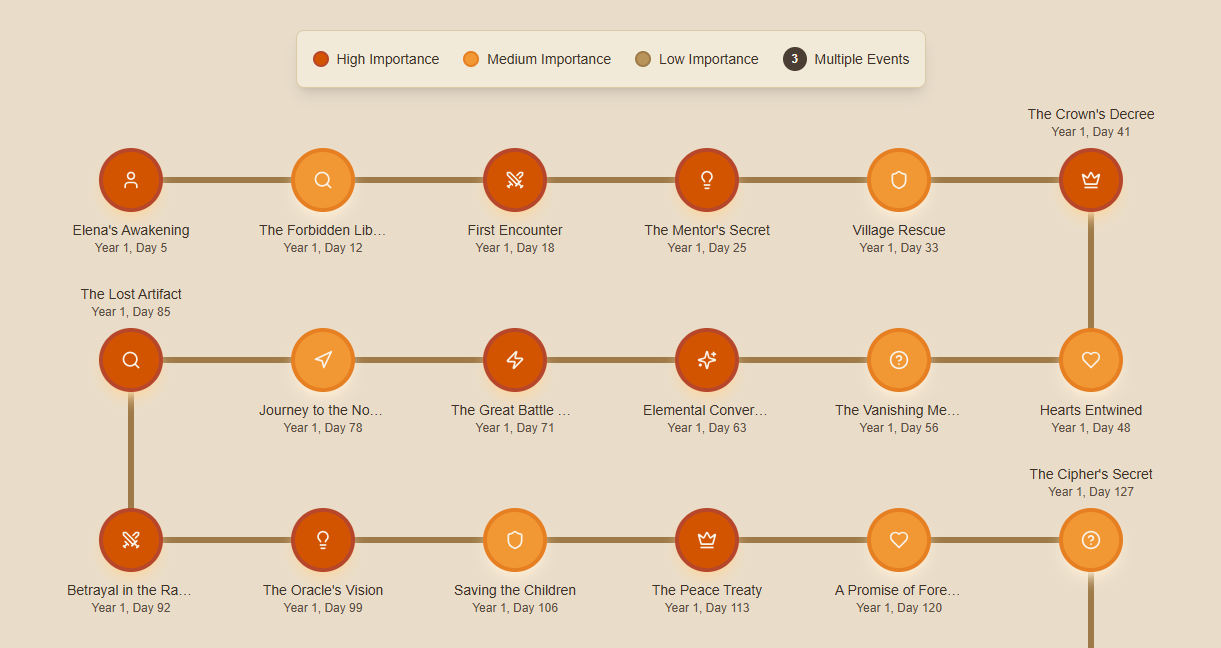 High Importance
Medium Importance
Low Importance
3
Multiple Events
Elena's Awakening
Year 1, Day 5
The Forbidden Lib...
Year 1, Day 12
First Encounter
Year 1, Day 18
The Mentor's Secret
Year 1, Day 25
Village Rescue
Year 1, Day 33
The Crown's Decree
Year 1, Day 41
The Lost Artifact
Year 1, Day 85
Journey to the No...
Year 1, Day 78
The Great Battle ...
Year 1, Day 71
Elemental Conver...
Year 1, Day 63
The Vanishing Me...
Year 1, Day 56
Hearts Entwined
Year 1, Day 48
Betrayal in the Ra...
Year 1, Day 92
The Oracle's Vision
Year 1, Day 99
Saving the Children
Year 1, Day 106
The Peace Treaty
Year 1, Day 113
A Promise of Fore...
Year 1, Day 120
The Cipher's Secret
Year 1, Day 127